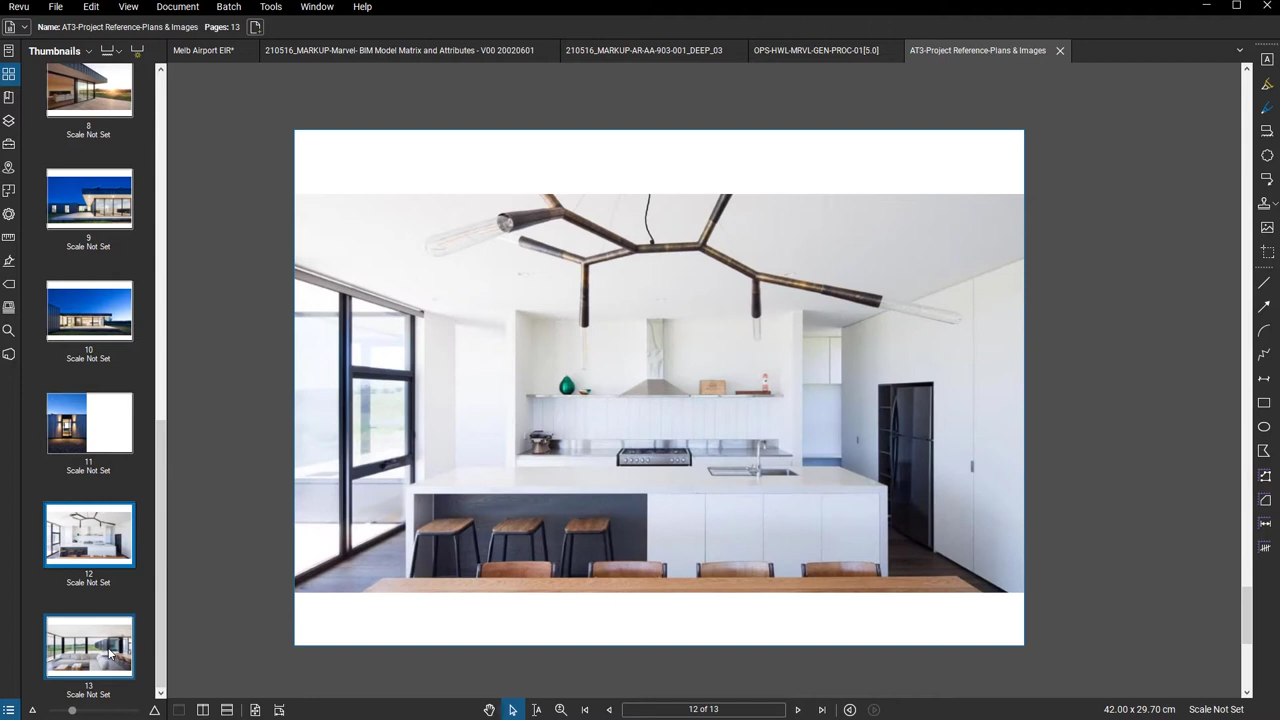 Revu File Edit View Document Batch Tools Window Help
Name: AT3-Project Reference-Plans & Images Pages: 13
Thumbnails
Melb Airport EIR* 210516_MARKUP-Marvel- BIM Model Matrix and Attributes - V00 20200601 210516_MARKUP-AR-AA-903-001_DEEP_03 OPS-HWL-MRVL-GEN-PROC-01[5.0] AT3-Project Reference-Plans & Images
8
Scale Not Set
9
Scale Not Set
10
Scale Not Set
11
Scale Not Set
12
Scale Not Set
13
Scale Not Set
12 of 13
42.00 x 29.70 cm
Scale Not Set